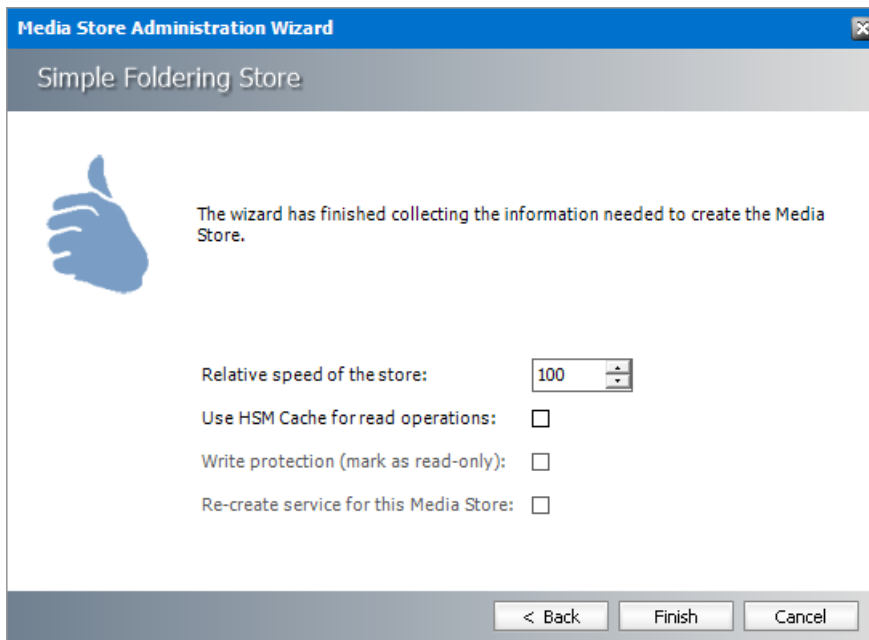 Media Store Administration Wizard
Simple Foldering Store
The wizard has finished collecting the information needed to create the Media
Store.
Relative speed of the store: 100
Use HSM Cache for read operations:
Write protection (mark as read-only):
Re-create service for this Media Store:
< Back Finish Cancel